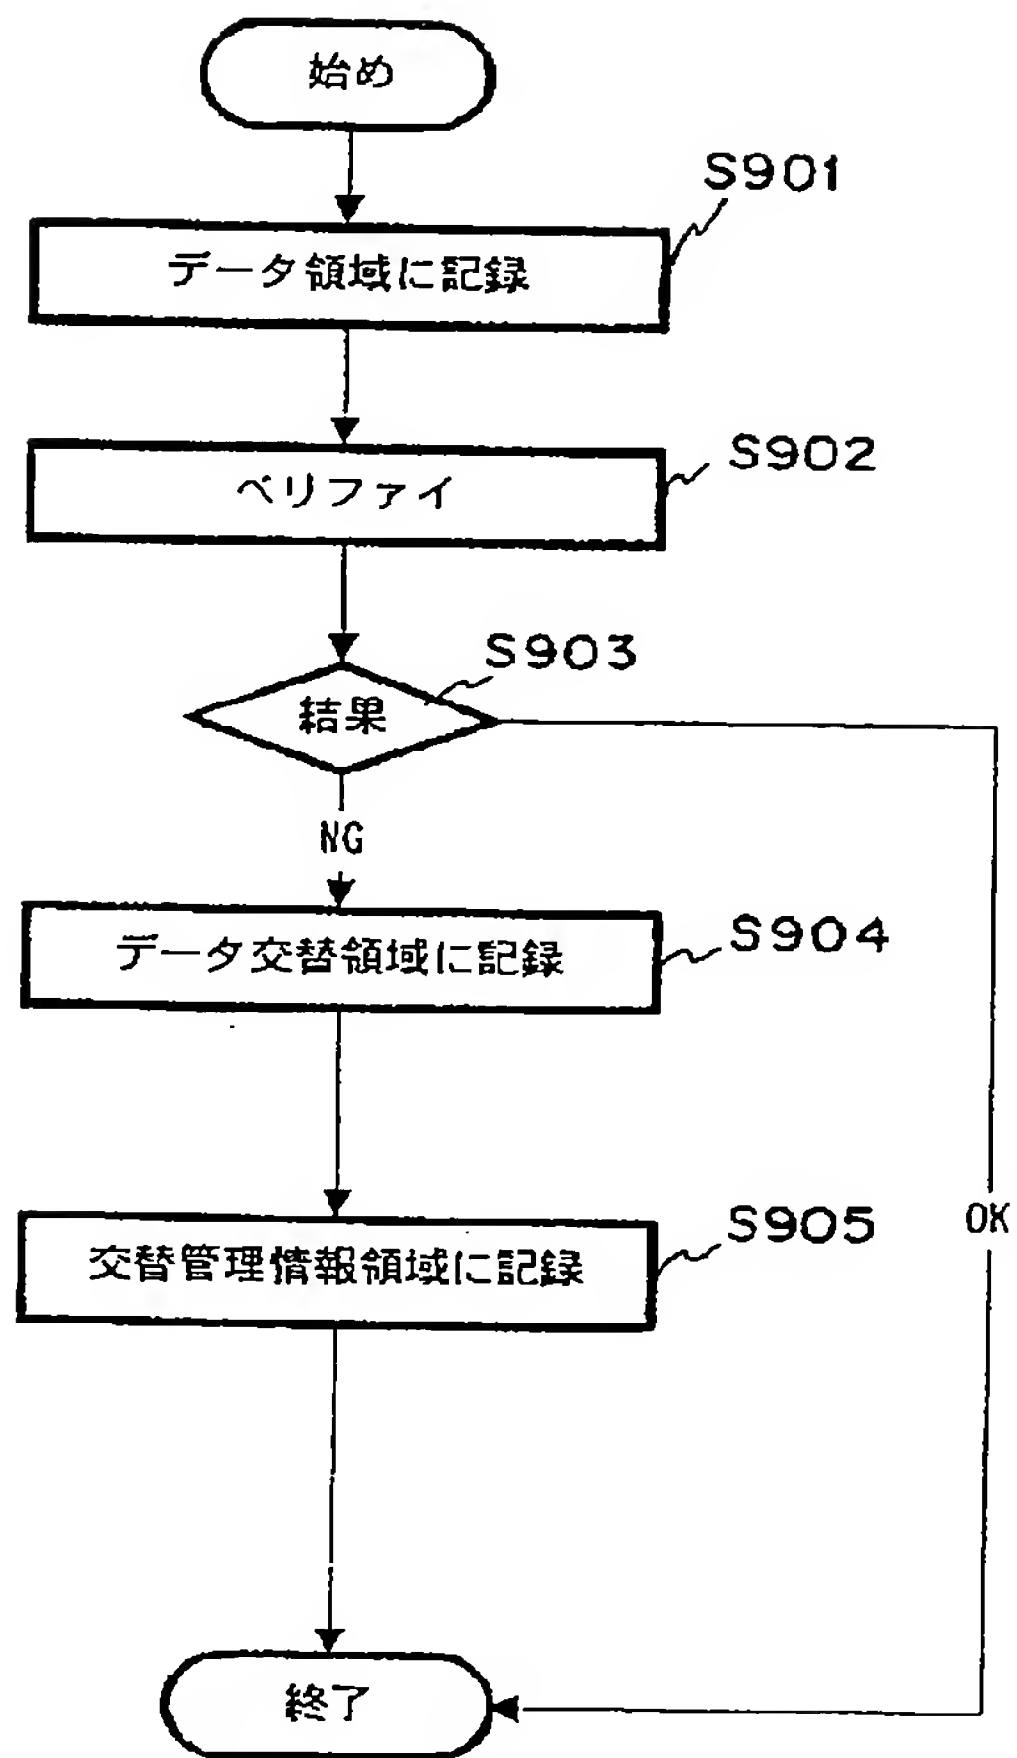 始め
S901
データ領域に記録
S902
ベリファイ
S903
結果
NG
S904
データ交替領域に記録
S905
交替管理情報領域に記録
OK
終了